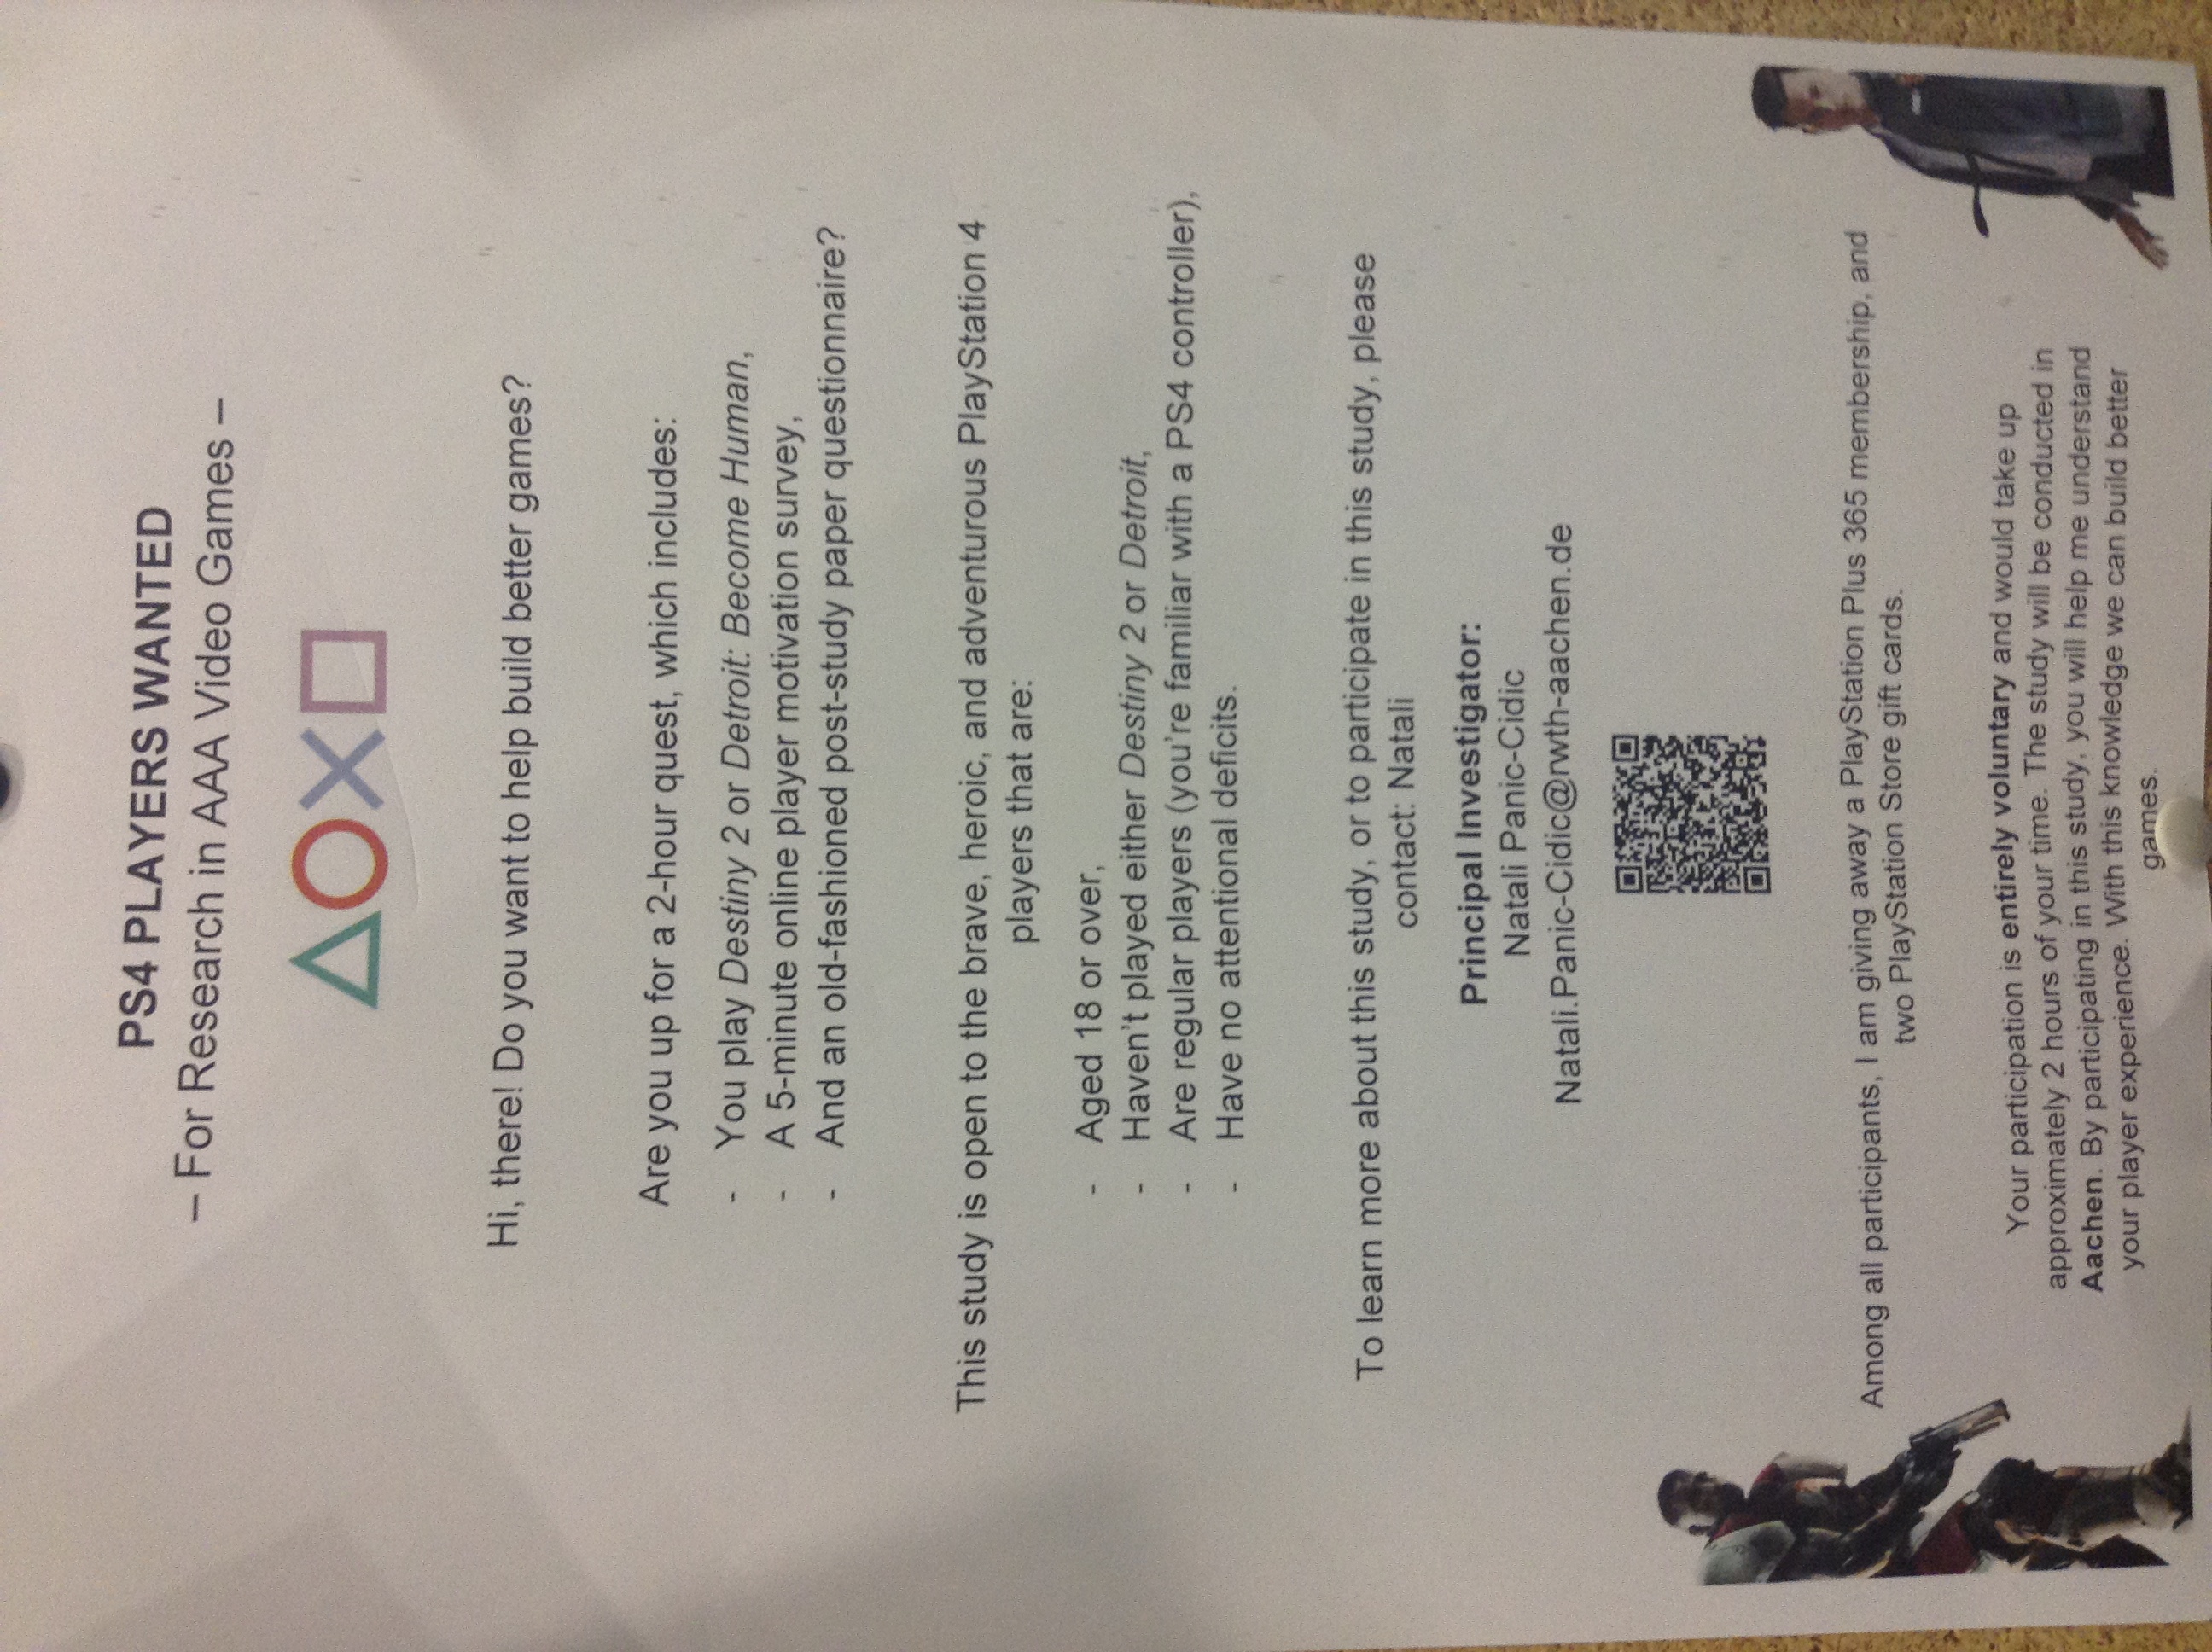 PS4 PLAYERS WANTED
– For Research in AAA Video Games –
Hi, there! Do you want to help build better games?
Are you up for a 2-hour quest, which includes:
- You play Destiny 2 or Detroit: Become Human,
- A 5-minute online player motivation survey,
- And an old-fashioned post-study paper questionnaire?
This study is open to the brave, heroic, and adventurous PlayStation 4
players that are:
- Aged 18 or over,
- Haven't played either Destiny 2 or Detroit,
- Are regular players (you're familiar with a PS4 controller),
- Have no attentional deficits.
To learn more about this study, or to participate in this study, please
contact: Natali
Principal Investigator:
Natali Panic-Cidic
Natali.Panic-Cidic@rwth-aachen.de
Among all participants, I am giving away a PlayStation Plus 365 membership, and
two PlayStation Store gift cards.
Your participation is entirely voluntary and would take up
approximately 2 hours of your time. The study will be conducted in
Aachen. By participating in this study, you will help me understand
your player experience. With this knowledge we can build better
games.